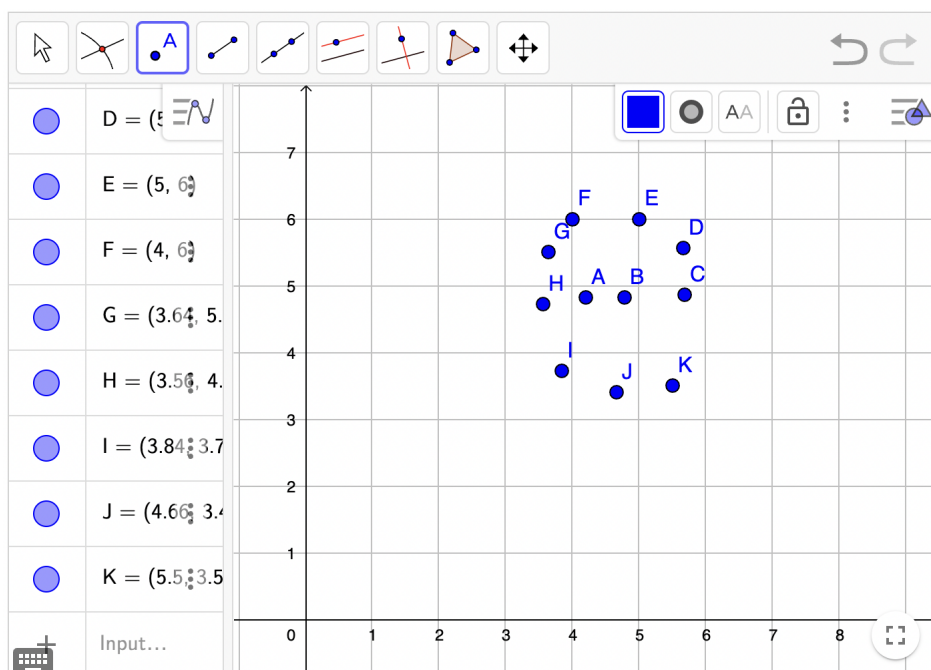 A
AA
D = (5
E = (5, 6)
F = (4, 6)
G = (3.64, 5.
H = (3.56, 4.
I = (3.84, 3.7
J = (4.66, 3.4
K = (5.5, 3.5
Input...
7
6
5
4
3
2
1
0 1 2 3 4 5 6 7 8
F E
G D
H A B C
I J K